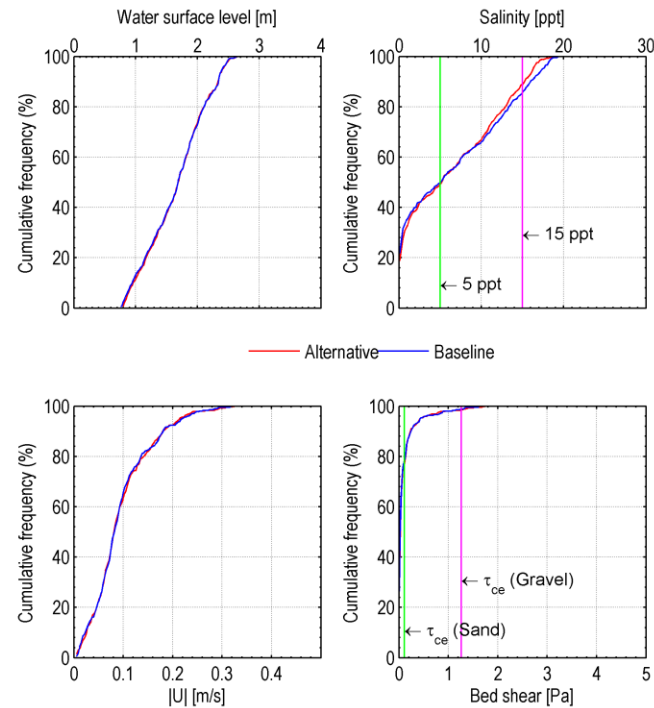 Water surface level [m]
0 1 2 3 4
Cumulative frequency (%)
100
80
60
40
20
0
Salinity [ppt]
0 10 20 30
Cumulative frequency (%)
100
80
60
40
20
0
← 15 ppt
← 5 ppt
Alternative
Baseline
Cumulative frequency (%)
100
80
60
40
20
0
0 0.1 0.2 0.3 0.4
|U| [m/s]
Cumulative frequency (%)
100
80
60
40
20
0
← τce (Gravel)
← τce (Sand)
0 1 2 3 4 5
Bed shear [Pa]